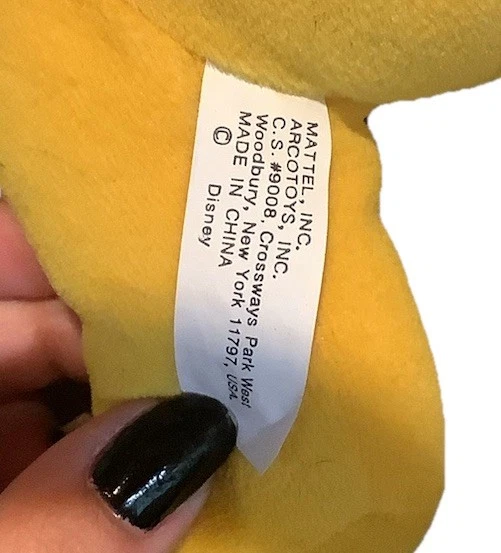 MATTEL, INC.
ARCOTOYS, INC.
C.S. #9008, Crossways Park West
Woodbury, New York 11797, USA
MADE IN CHINA
© Disney